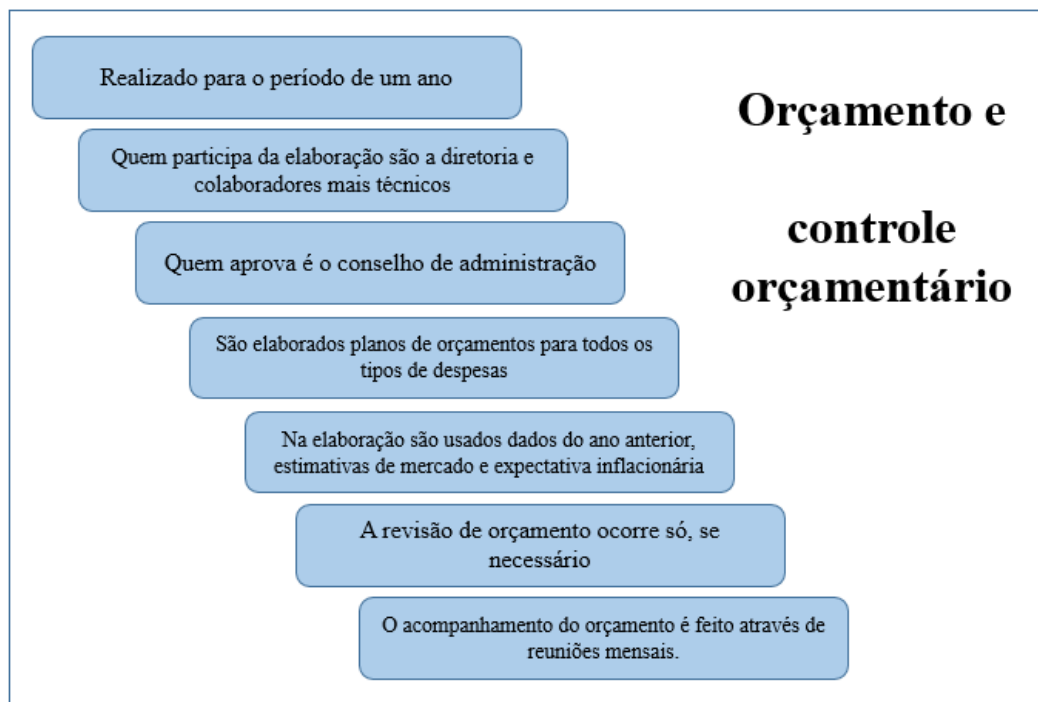 Realizado para o período de um ano
Quem participa da elaboração são a diretoria e
colaboradores mais técnicos
Quem aprova é o conselho de administração
São elaborados planos de orçamentos para todos os
tipos de despesas
Na elaboração são usados dados do ano anterior,
estimativas de mercado e expectativa inflacionária
A revisão de orçamento ocorre só, se
necessário
O acompanhamento do orçamento é feito através de
reuniões mensais.
Orçamento e
controle
orçamentário